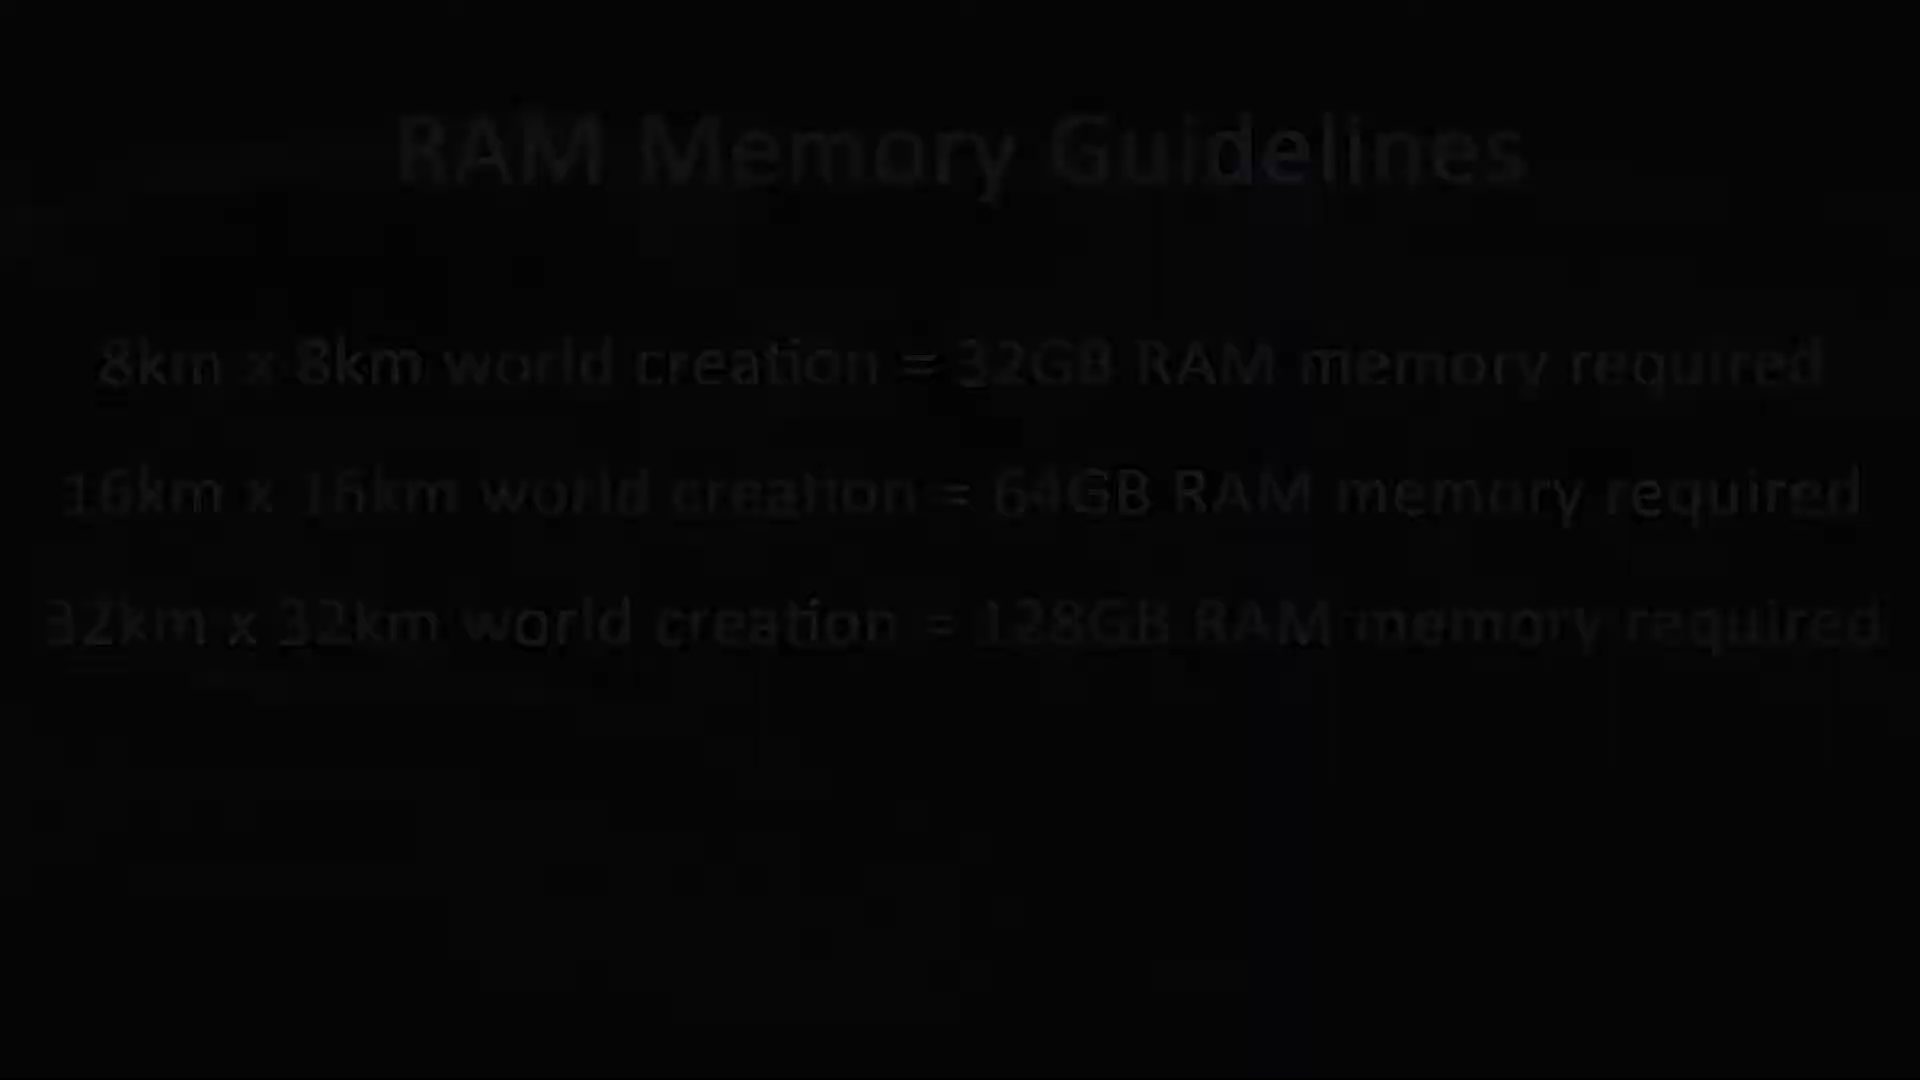 RAM Memory Guidelines
8km x 8km world creation = 32GB RAM memory required
16km x 16km world creation = 64GB RAM memory required
32km x 32km world creation = 128GB RAM memory required